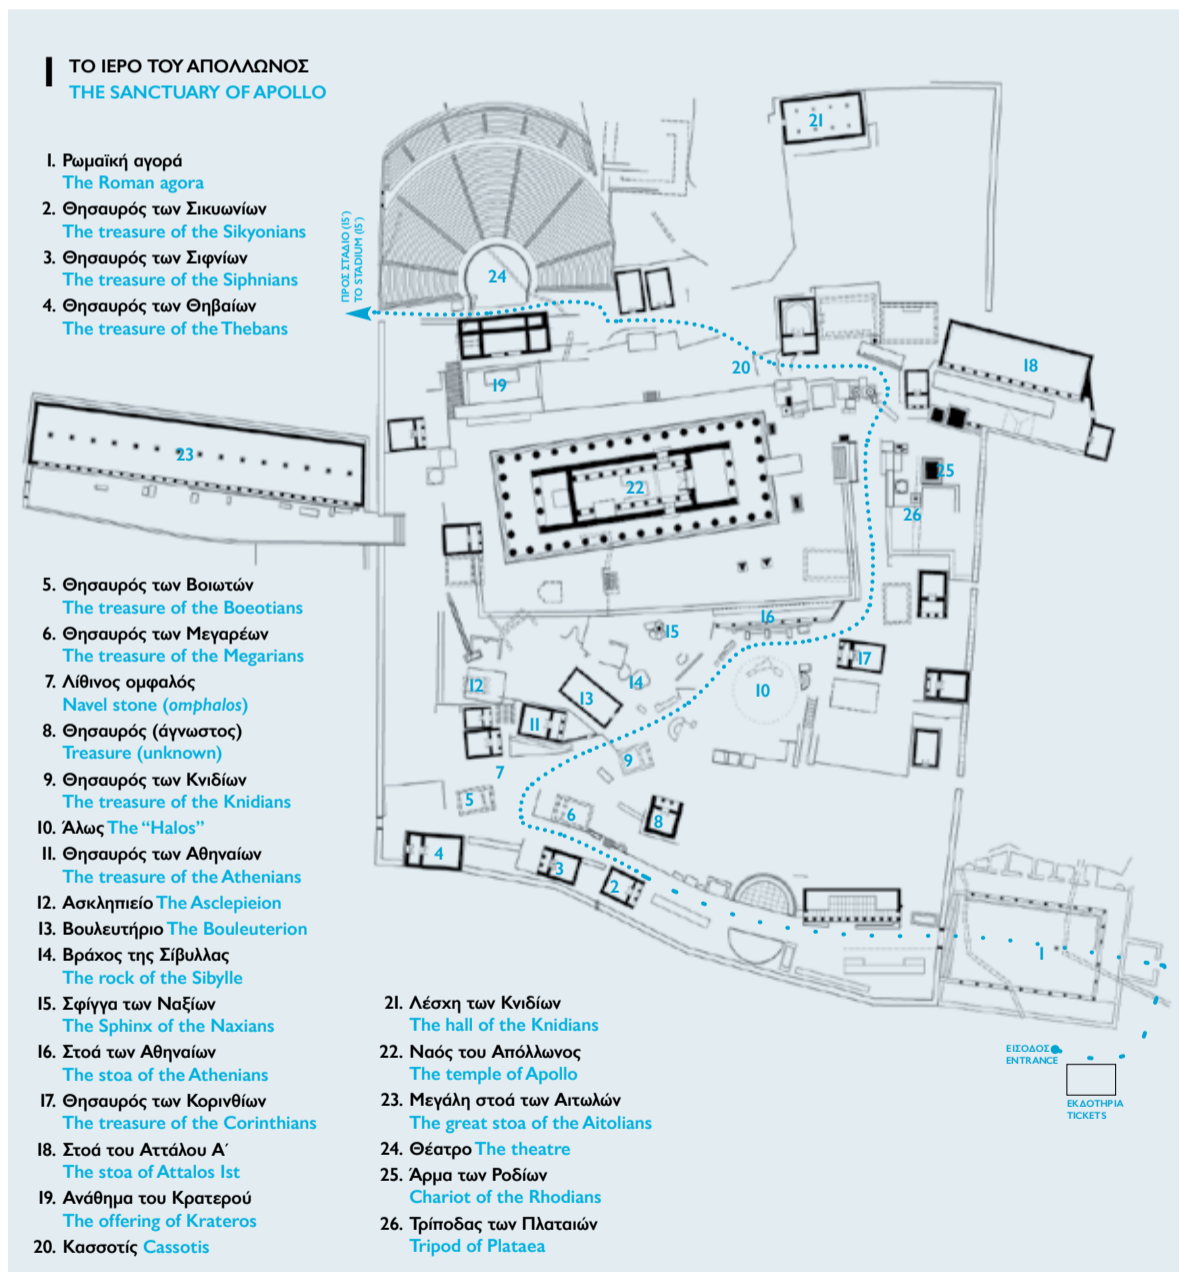 I ΤΟ ΙΕΡΟ ΤΟΥ ΑΠΟΛΛΩΝΟΣ
THE SANCTUARY OF APOLLO
1. Ρωμαϊκή αγορά
The Roman agora
2. Θησαυρός των Σικυωνίων
The treasure of the Sikyonians
3. Θησαυρός των Σιφνίων
The treasure of the Siphnians
4. Θησαυρός των Θηβαίων
The treasure of the Thebans
ΠΡΟΣ ΣΤΑΔΙΟ (15΄)
TO STADIUM (15΄)
21
24
20
18
19
23
22
25
26
16
15
17
14
12
13
10
11
9
7
5
6
8
4
3
2
1
5. Θησαυρός των Βοιωτών
The treasure of the Boeotians
6. Θησαυρός των Μεγαρέων
The treasure of the Megarians
7. Λίθινος ομφαλός
Navel stone (omphalos)
8. Θησαυρός (άγνωστος)
Treasure (unknown)
9. Θησαυρός των Κνιδίων
The treasure of the Knidians
10. Άλως The “Halos”
11. Θησαυρός των Αθηναίων
The treasure of the Athenians
12. Ασκληπιείο The Asclepieion
13. Βουλευτήριο The Bouleuterion
14. Βράχος της Σίβυλλας
The rock of the Sibylle
15. Σφίγγα των Ναξίων
The Sphinx of the Naxians
16. Στοά των Αθηναίων
The stoa of the Athenians
17. Θησαυρός των Κορινθίων
The treasure of the Corinthians
18. Στοά του Αττάλου Α΄
The stoa of Attalos Ist
19. Ανάθημα του Κρατερού
The offering of Krateros
20. Κασσοτίς Cassotis
21. Λέσχη των Κνιδίων
The hall of the Knidians
22. Ναός του Απόλλωνος
The temple of Apollo
23. Μεγάλη στοά των Αιτωλών
The great stoa of the Aitolians
24. Θέατρο The theatre
25. Άρμα των Ροδίων
Chariot of the Rhodians
26. Τρίποδας των Πλαταιών
Tripod of Plataea
ΕΙΣΟΔΟΣ
ENTRANCE
ΕΚΔΟΤΗΡΙΑ
TICKETS